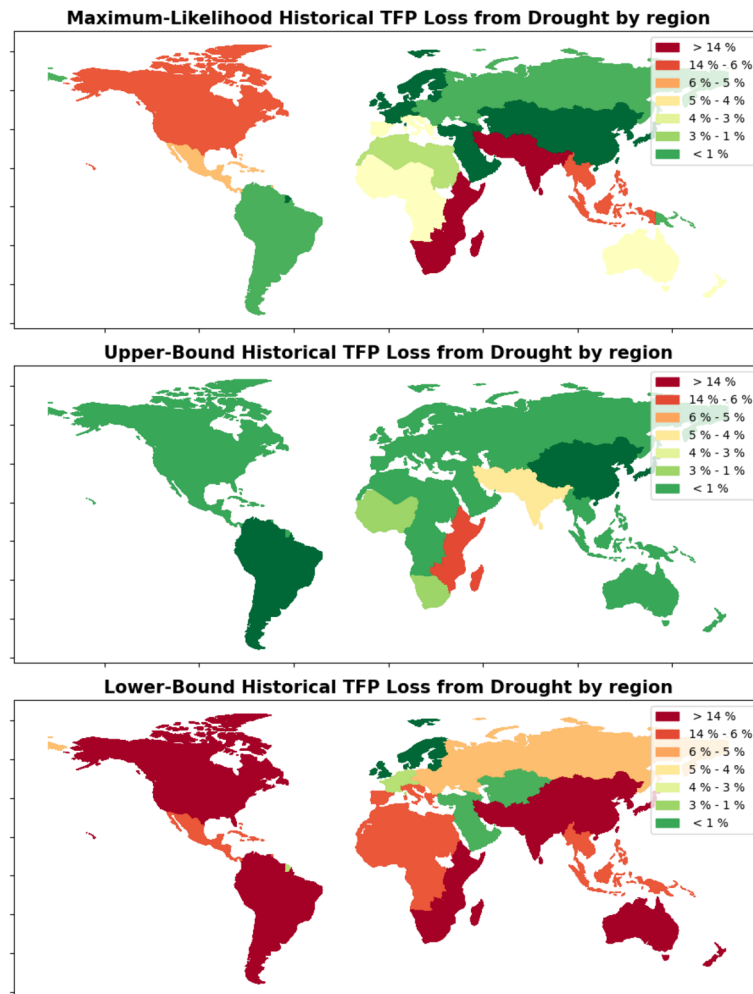 Maximum-Likelihood Historical TFP Loss from Drought by region
> 14 %
14 % - 6 %
6 % - 5 %
5 % - 4 %
4 % - 3 %
3 % - 1 %
< 1 %
Upper-Bound Historical TFP Loss from Drought by region
> 14 %
14 % - 6 %
6 % - 5 %
5 % - 4 %
4 % - 3 %
3 % - 1 %
< 1 %
Lower-Bound Historical TFP Loss from Drought by region
> 14 %
14 % - 6 %
6 % - 5 %
5 % - 4 %
4 % - 3 %
3 % - 1 %
< 1 %